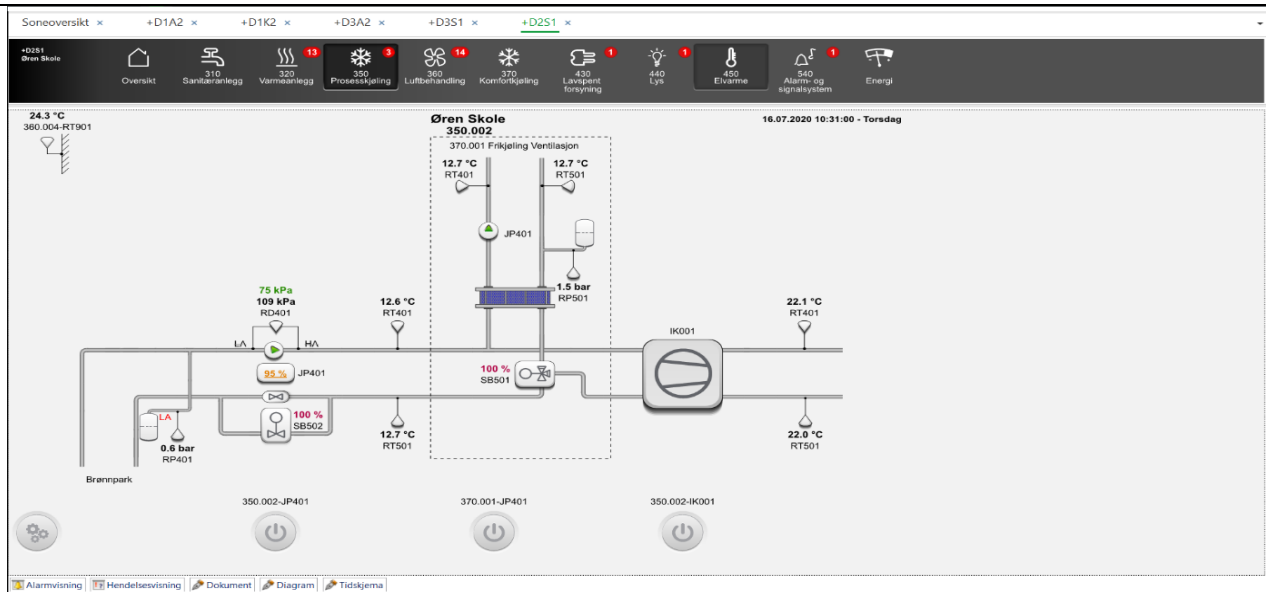 Soneoversikt × +D1A2 × +D1K2 × +D3A2 × +D3S1 × +D2S1 ×
+D2S1
Øren Skole
Oversikt
310
Sanitæranlegg
13
320
Varmeanlegg
3
350
Prosesskjøling
14
360
Luftbehandling
370
Komfortkjøling
1
430
Lavspent
forsyning
1
440
Lys
450
Elvarme
1
540
Alarm- og
signalsystem
Energi
24.3 °C
360.004-RT901
Øren Skole
350.002
16.07.2020 10:31:00 - Torsdag
370.001 Frikjøling Ventilasjon
12.7 °C
RT401
12.7 °C
RT501
JP401
1.5 bar
RP501
75 kPa
109 kPa
RD401
LA HA
12.6 °C
RT401
22.1 °C
RT401
IK001
95 % JP401
100 %
SB501
LA
100 %
SB502
0.6 bar
RP401
12.7 °C
RT501
22.0 °C
RT501
Brønnpark
350.002-JP401
370.001-JP401
350.002-IK001
Alarmvisning Hendelsesvisning Dokument Diagram Tidskjema